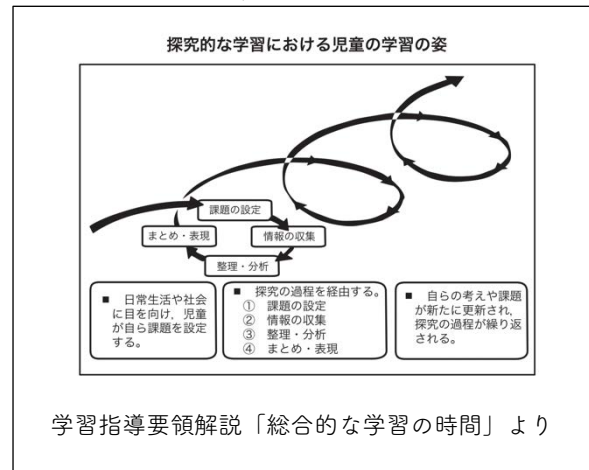 探究的な学習における児童の学習の姿
課題の設定
情報の収集
整理・分析
まとめ・表現
■ 日常生活や社会
に目を向け，児童
が自ら課題を設定
する。
■ 探究の過程を経由する。
① 課題の設定
② 情報の収集
③ 整理・分析
④ まとめ・表現
■ 自らの考えや課題
が新たに更新され，
探究の過程が繰り返
される。
学習指導要領解説「総合的な学習の時間」より